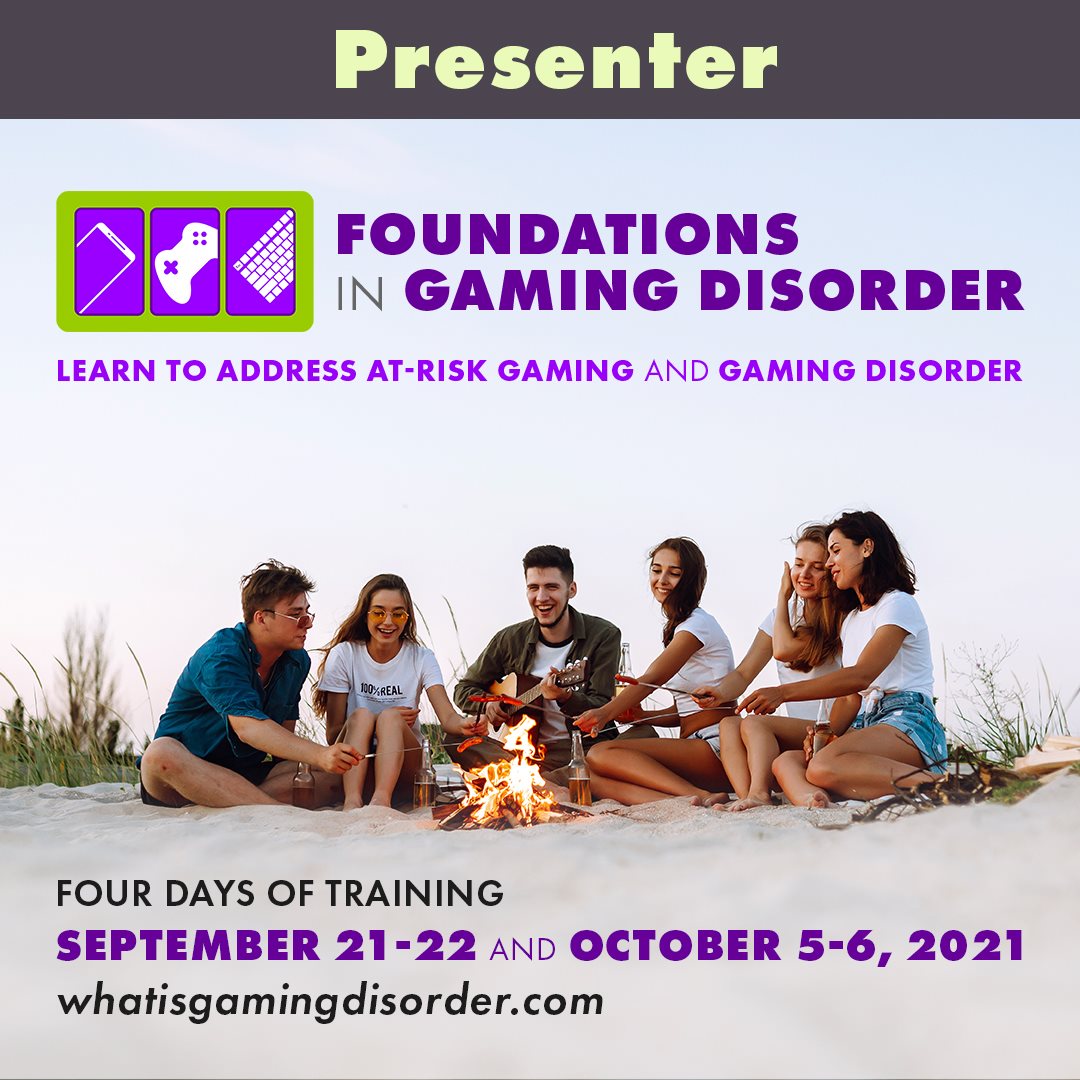 Presenter
FOUNDATIONS
IN GAMING DISORDER
LEARN TO ADDRESS AT-RISK GAMING AND GAMING DISORDER
100% REAL
FOUR DAYS OF TRAINING
SEPTEMBER 21-22 AND OCTOBER 5-6, 2021
whatisgamingdisorder.com